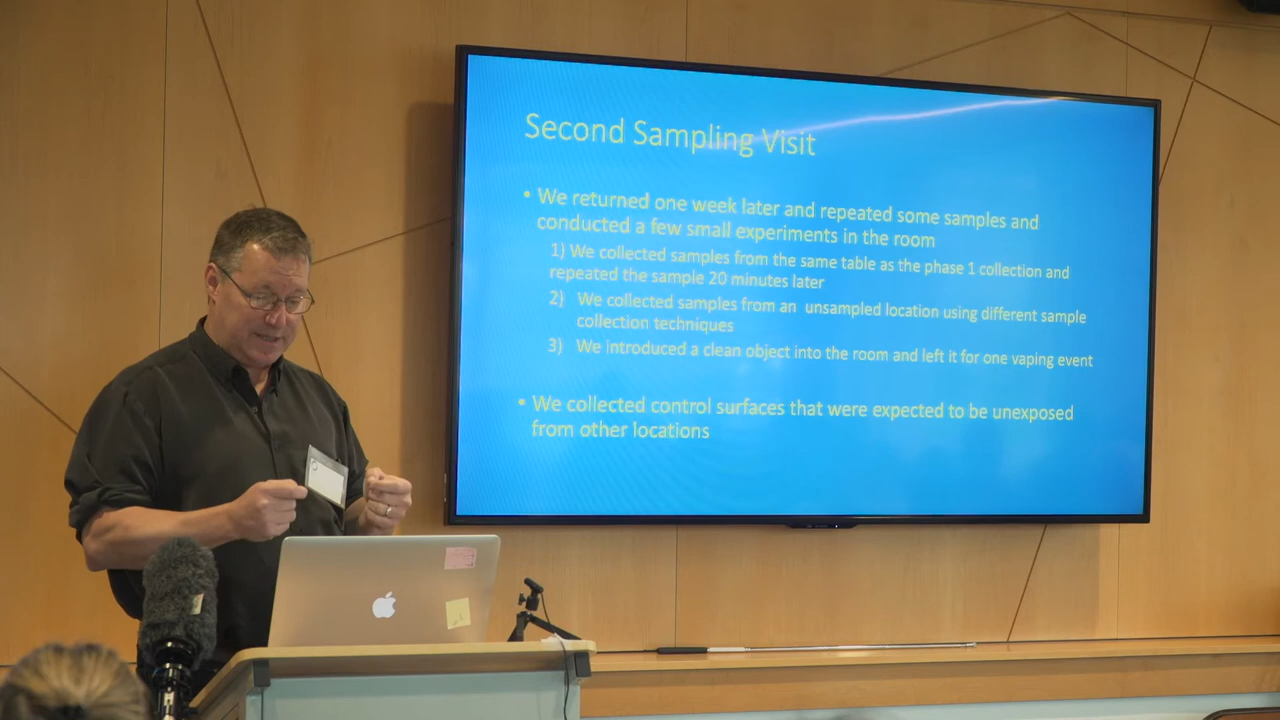 Second Sampling Visit
• We returned one week later and repeated some samples and
conducted a few small experiments in the room
1) We collected samples from the same table as the phase 1 collection and
repeated the sample 20 minutes later
2) We collected samples from an unsampled location using different sample
collection techniques
3) We introduced a clean object into the room and left it for one vaping event
• We collected control surfaces that were expected to be unexposed
from other locations